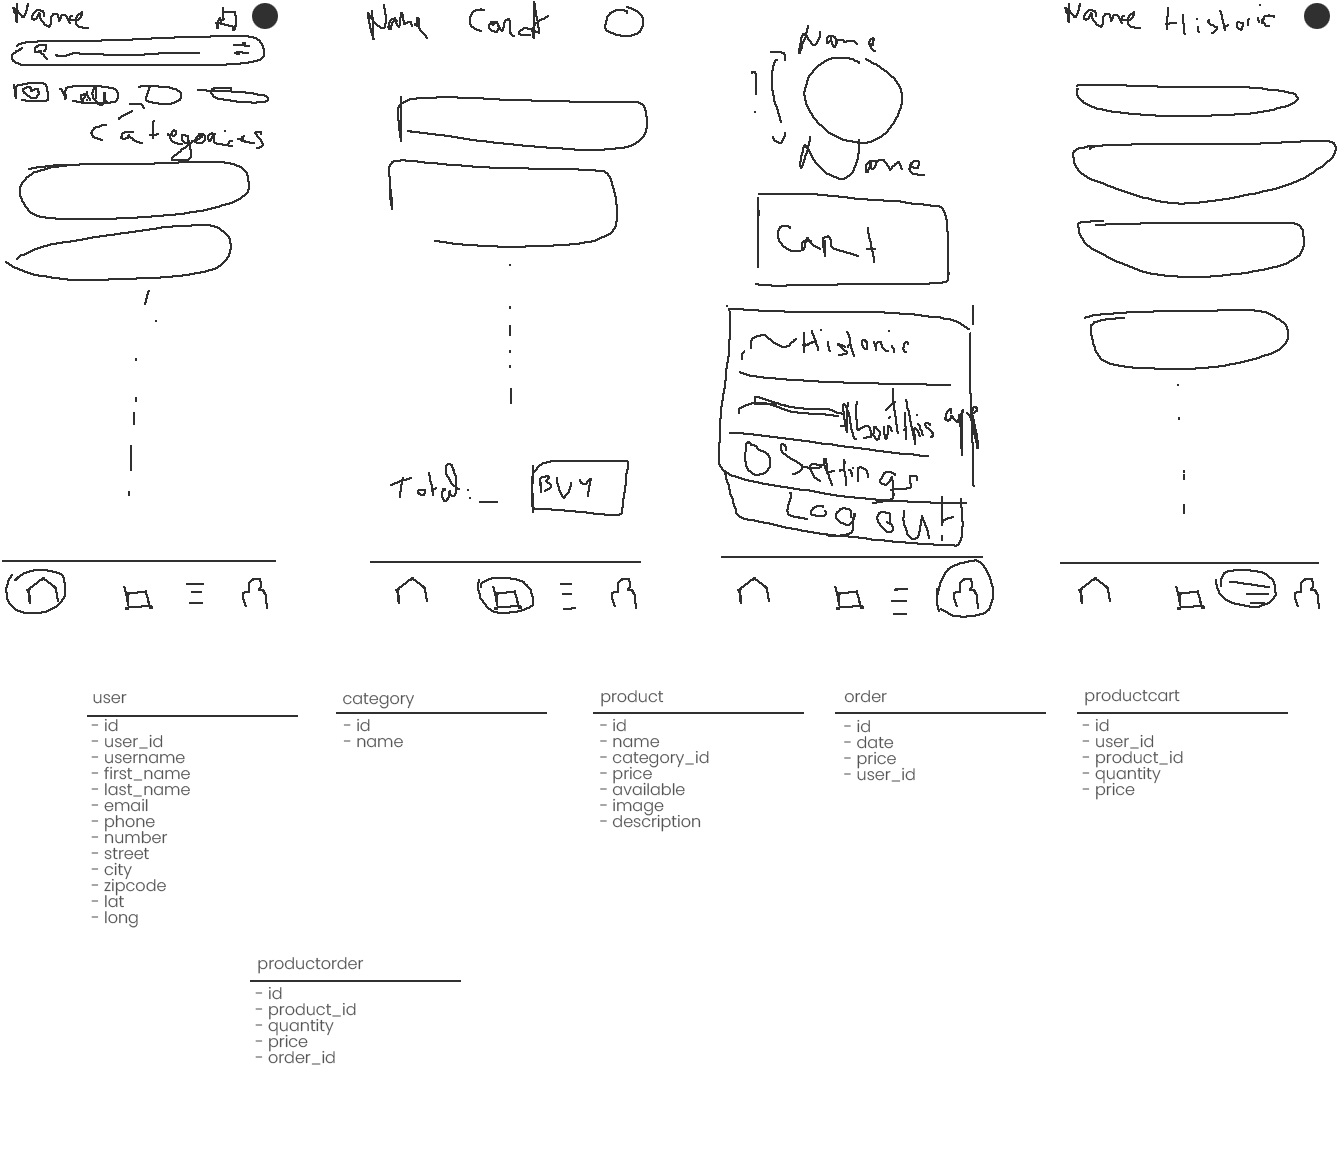 Name
Categories
Name Cart
Total: _
BUY
Name
Name
Cart
Historic
About this app
Settings
Log out
Name Historic
user
- id
- user_id
- username
- first_name
- last_name
- email
- phone
- number
- street
- city
- zipcode
- lat
- long
category
- id
- name
product
- id
- name
- category_id
- price
- available
- image
- description
order
- id
- date
- price
- user_id
productcart
- id
- user_id
- product_id
- quantity
- price
productorder
- id
- product_id
- quantity
- price
- order_id